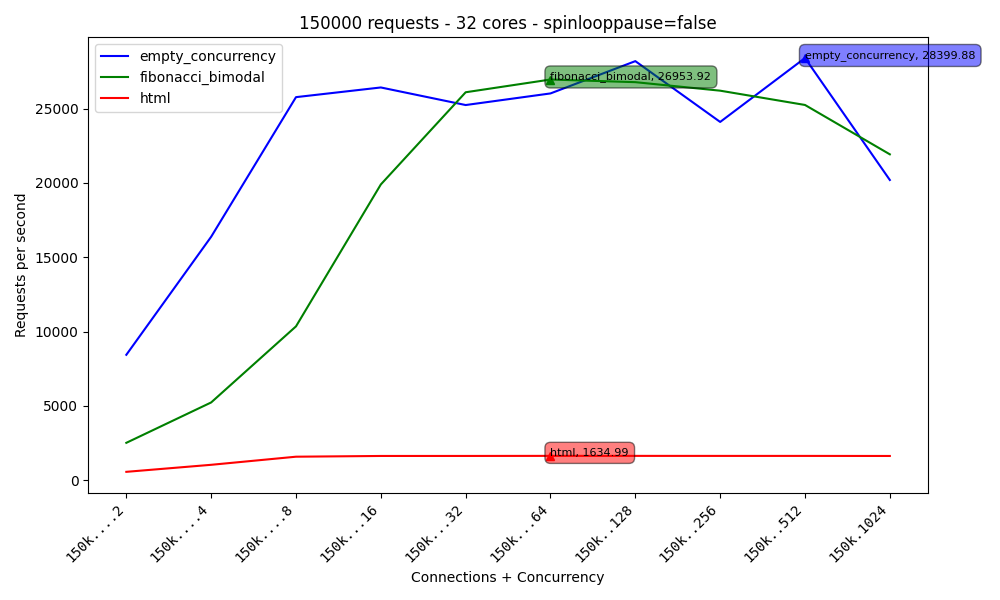 150000 requests - 32 cores - spinlooppause=false
empty_concurrency
fibonacci_bimodal
html
empty_concurrency, 28399.88
fibonacci_bimodal, 26953.92
html, 1634.99
Requests per second
25000
20000
15000
10000
5000
0
150k....2
150k....4
150k....8
150k...16
150k...32
150k...64
150k..128
150k..256
150k..512
150k.1024
Connections + Concurrency